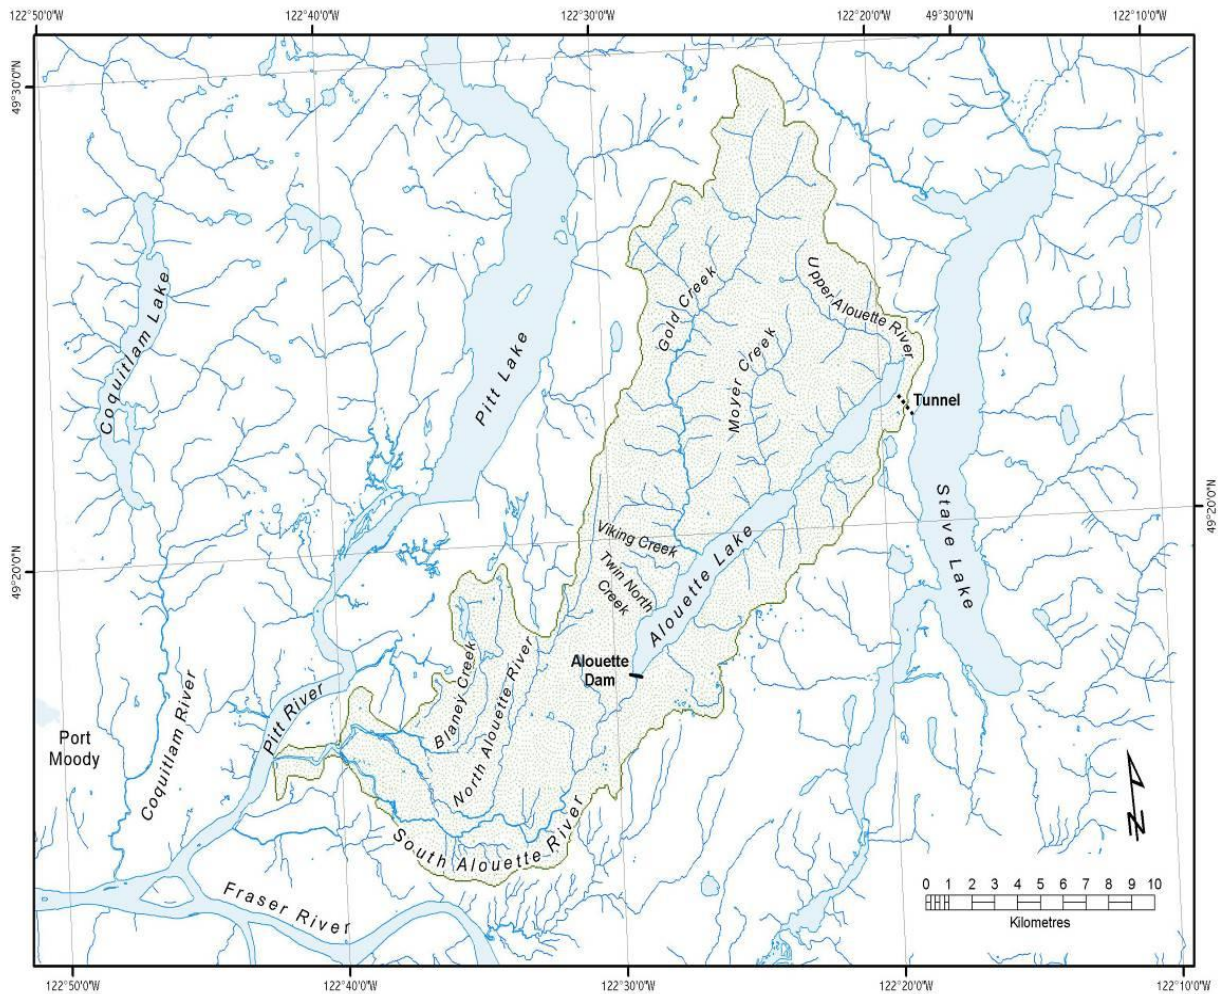 122°50'0"W
122°40'0"W
122°30'0"W
122°20'0"W
49°30'0"N
122°10'0"W
49°30'0"N
Gold Creek
Upper Alouette River
Coquitlam Lake
Pitt Lake
Moyer Creek
Tunnel
Stave Lake
49°20'0"N
Viking Creek
49°20'0"N
Twin North
Creek
Alouette Lake
Alouette
Dam
Blaney Creek
North Alouette River
Pitt River
Coquitlam River
Port
Moody
N
South Alouette River
Fraser River
0 1 2 3 4 5 6 7 8 9 10
Kilometres
122°50'0"W
122°40'0"W
122°30'0"W
122°20'0"W
122°10'0"W